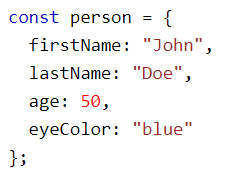 const person = {
  firstName: "John",
  lastName: "Doe",
  age: 50,
  eyeColor: "blue"
};